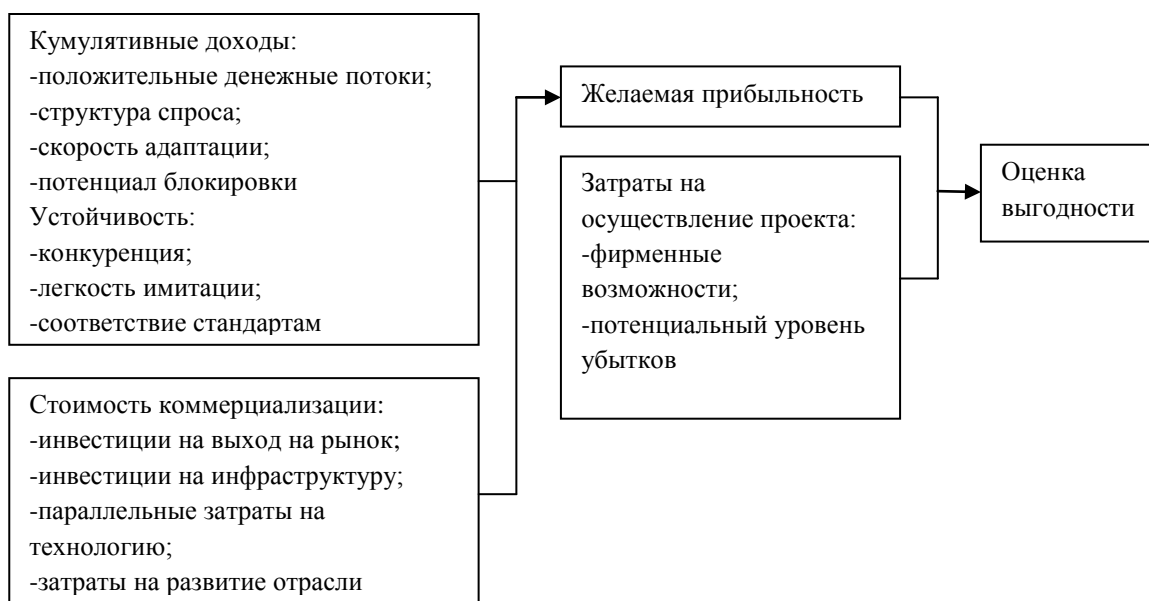 Кумулятивные доходы:
-положительные денежные потоки;
-структура спроса;
-скорость адаптации;
-потенциал блокировки
Устойчивость:
-конкуренция;
-легкость имитации;
-соответствие стандартам
Стоимость коммерциализации:
-инвестиции на выход на рынок;
-инвестиции на инфраструктуру;
-параллельные затраты на
технологию;
-затраты на развитие отрасли
Желаемая прибыльность
Затраты на
осуществление проекта:
-фирменные
возможности;
-потенциальный уровень
убытков
Оценка
выгодности